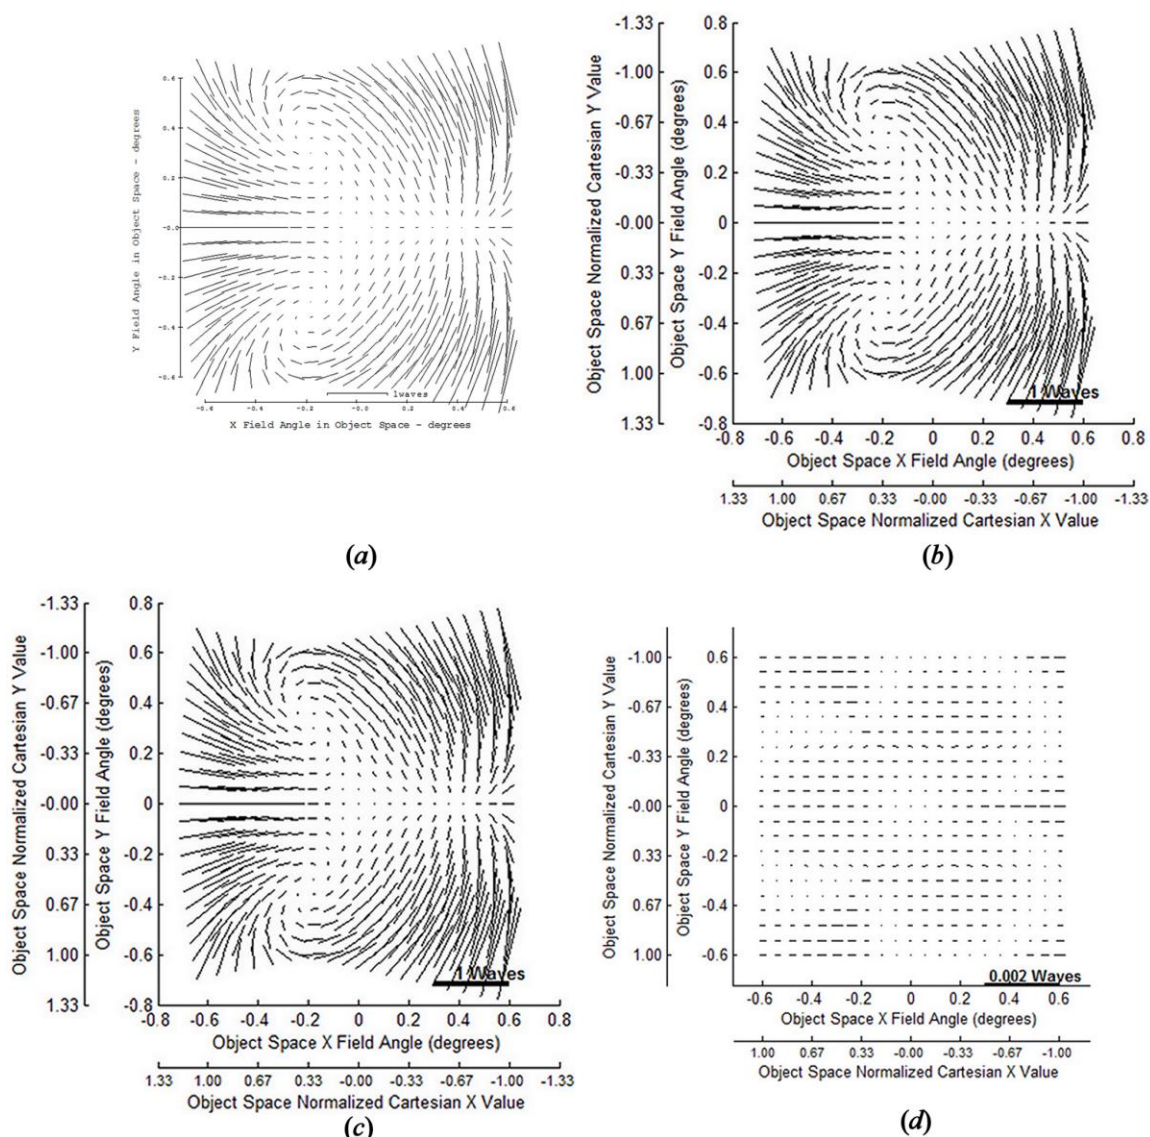 0.6
0.4
0.2
-0.0
-0.2
-0.4
-0.6
Y Field Angle in Object Space - degrees
1waves
-0.6 -0.4 -0.2 -0.0 0.2 0.4 0.6
X Field Angle in Object Space - degrees
(a)
-1.33
-1.00
-0.67
-0.33
-0.00
0.33
0.67
1.00
1.33
Object Space Normalized Cartesian Y Value
0.8
0.6
0.4
0.2
0
-0.2
-0.4
-0.6
-0.8
Object Space Y Field Angle (degrees)
1 Waves
-0.8 -0.6 -0.4 -0.2 0 0.2 0.4 0.6 0.8
Object Space X Field Angle (degrees)
1.33 1.00 0.67 0.33 -0.00 -0.33 -0.67 -1.00 -1.33
Object Space Normalized Cartesian X Value
(b)
-1.33
-1.00
-0.67
-0.33
-0.00
0.33
0.67
1.00
1.33
Object Space Normalized Cartesian Y Value
0.8
0.6
0.4
0.2
0
-0.2
-0.4
-0.6
-0.8
Object Space Y Field Angle (degrees)
1 Waves
-0.8 -0.6 -0.4 -0.2 0 0.2 0.4 0.6 0.8
Object Space X Field Angle (degrees)
1.33 1.00 0.67 0.33 -0.00 -0.33 -0.67 -1.00 -1.33
Object Space Normalized Cartesian X Value
(c)
-1.00
-0.67
-0.33
-0.00
0.33
0.67
1.00
Object Space Normalized Cartesian Y Value
0.6
0.4
0.2
0
-0.2
-0.4
-0.6
Object Space Y Field Angle (degrees)
0.002 Waves
-0.6 -0.4 -0.2 0 0.2 0.4 0.6
Object Space X Field Angle (degrees)
1.00 0.67 0.33 -0.00 -0.33 -0.67 -1.00
Object Space Normalized Cartesian X Value
(d)